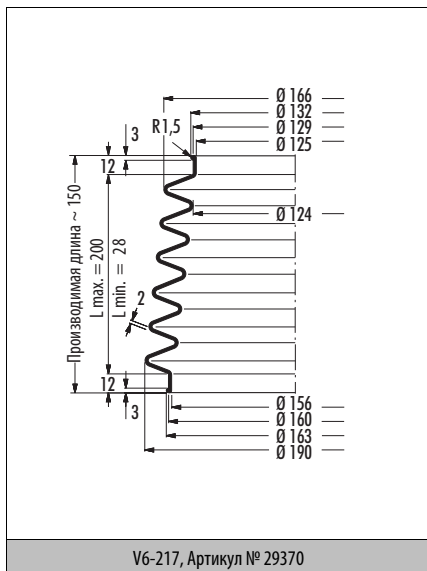 Ø 166
Ø 132
Ø 129
Ø 125
R1,5
3
12
Ø 124
Производимая длина ~ 150
L max. = 200
L min. = 28
2
12
3
Ø 156
Ø 160
Ø 163
Ø 190
V6-217, Артикул № 29370